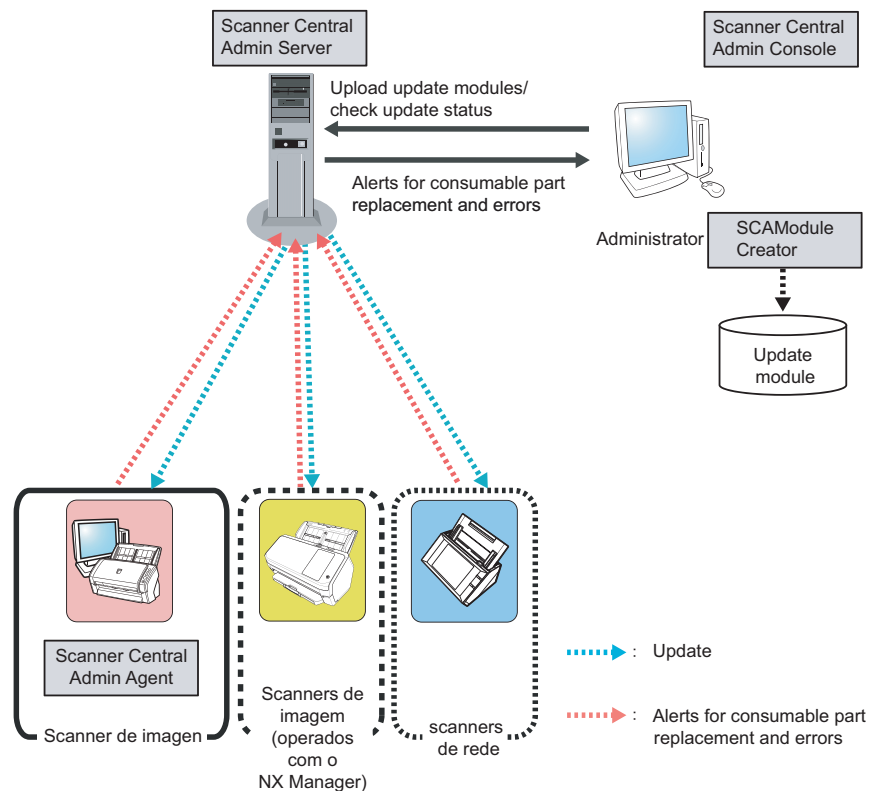 Scanner Central
Admin Server
Scanner Central
Admin Console
Upload update modules/
check update status
Alerts for consumable part
replacement and errors
Administrator
SCAModule
Creator
Update
module
Scanner Central
Admin Agent
Scanner de imagen
Scanners de
imagem
(operados
com o
NX Manager)
scanners
de rede
: Update
: Alerts for consumable part
replacement and errors